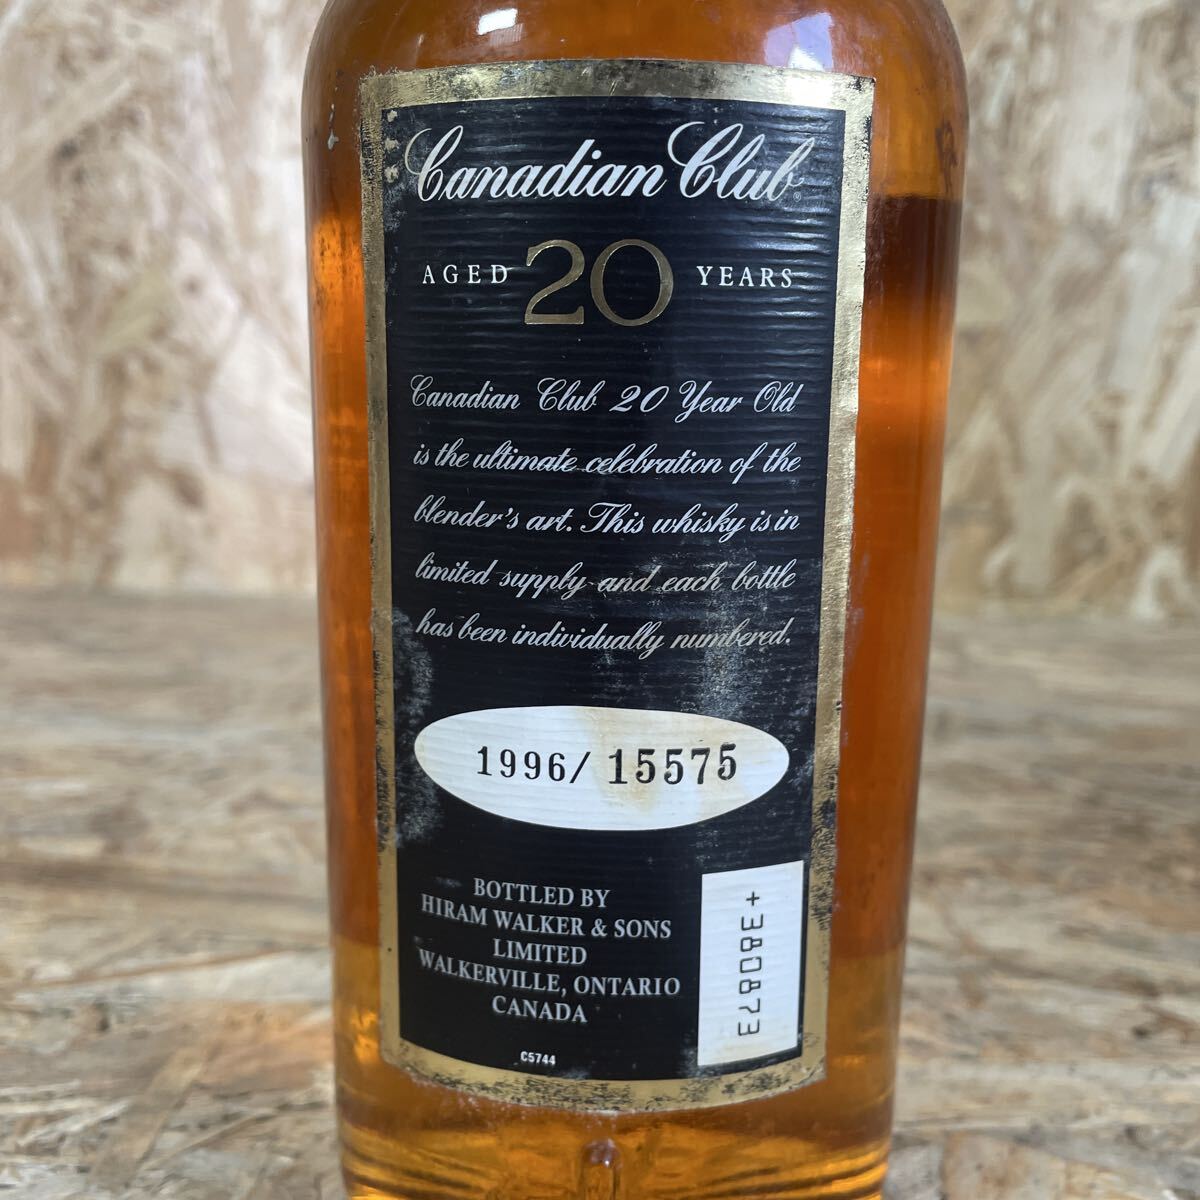 Canadian Club®
AGED 20 YEARS
Canadian Club 20 Year Old
is the ultimate celebration of the
blender's art. This whisky is in
limited supply and each bottle
has been individually numbered.
1996/ 15575
BOTTLED BY
HIRAM WALKER & SONS
LIMITED
WALKERVILLE, ONTARIO
CANADA
C5744
+380873